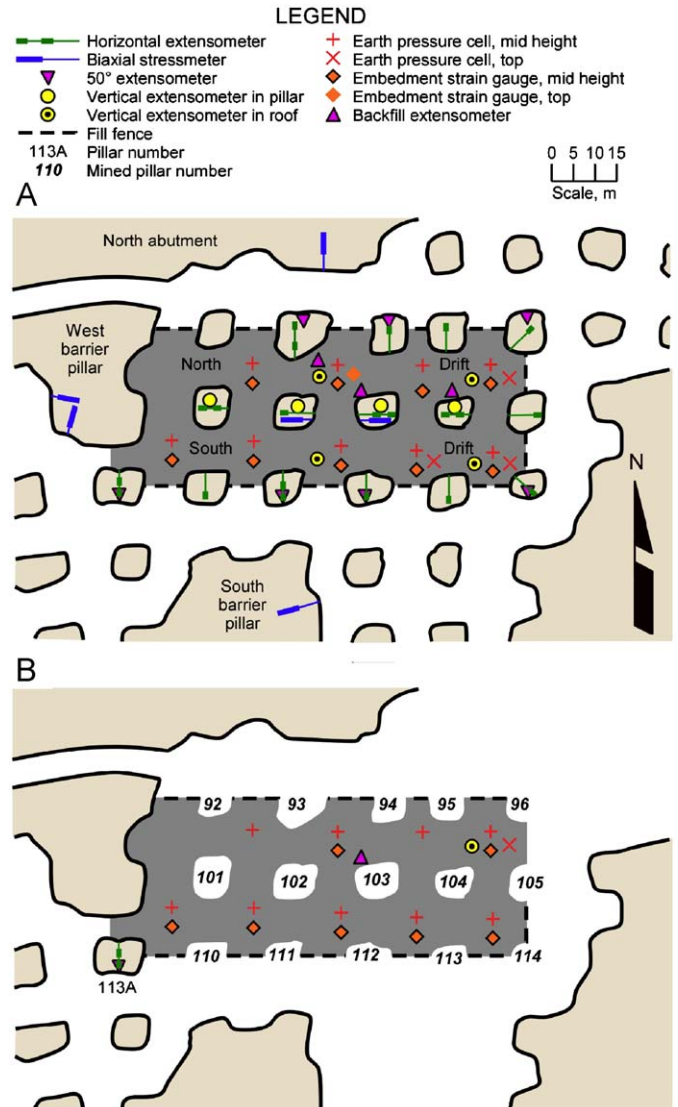 LEGEND
Horizontal extensometer
Biaxial stressmeter
50° extensometer
Vertical extensometer in pillar
Vertical extensometer in roof
Fill fence
113A Pillar number
110 Mined pillar number
Earth pressure cell, mid height
Earth pressure cell, top
Embedment strain gauge, mid height
Embedment strain gauge, top
Backfill extensometer
0 5 10 15
Scale, m
A
North abutment
West
barrier
pillar
North Drift
South Drift
N
South
barrier
pillar
B
92 93 94 95 96
101 102 103 104 105
110 111 112 113 114
113A